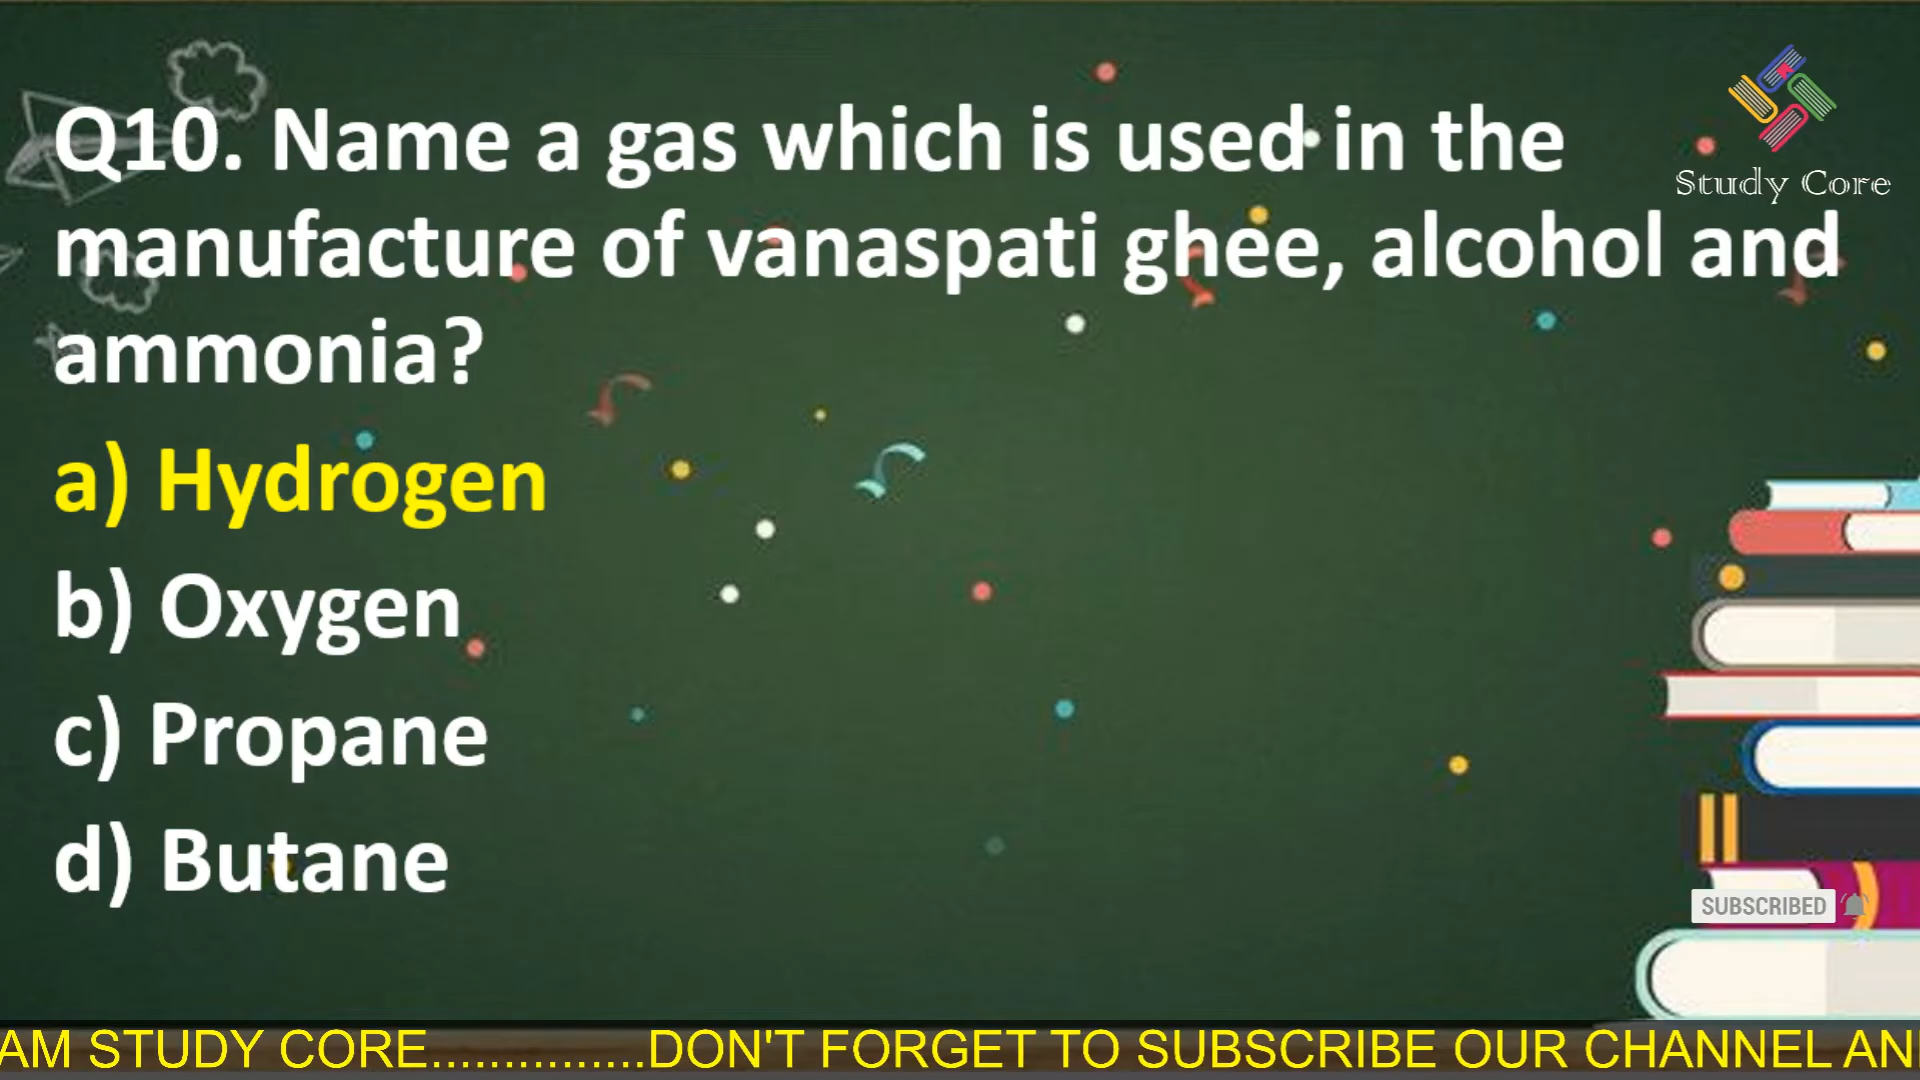 Q10. Name a gas which is used in the
manufacture of vanaspati ghee, alcohol and
ammonia?
a) Hydrogen
b) Oxygen
c) Propane
d) Butane
Study Core
SUBSCRIBED
AM STUDY CORE...............DON'T FORGET TO SUBSCRIBE OUR CHANNEL AN